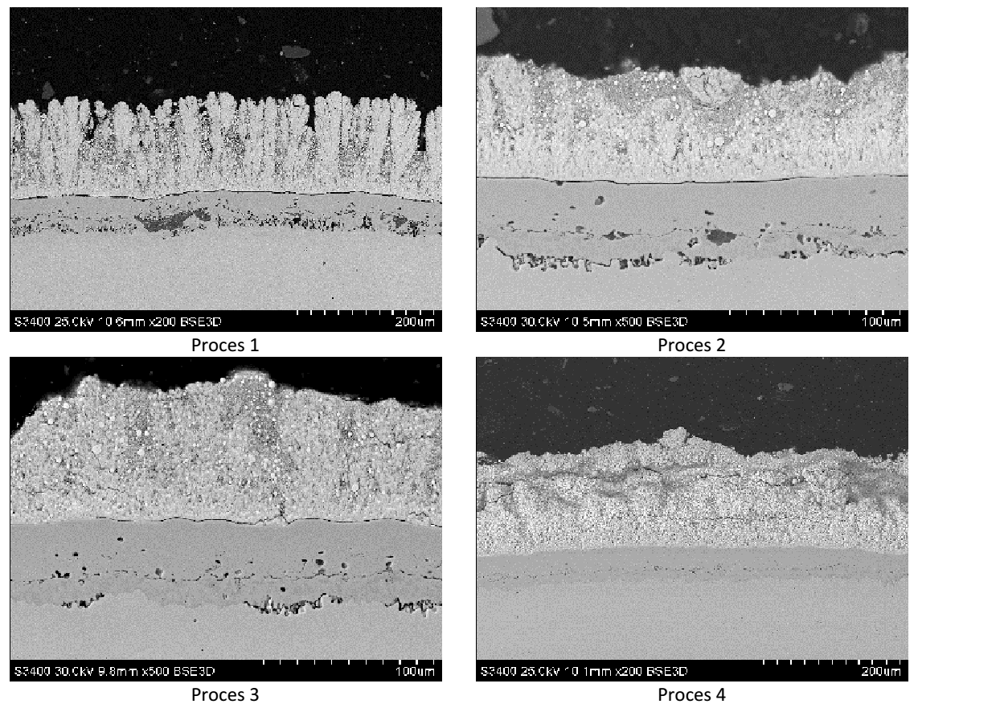 S3400 25.0kV 10.6mm x200 BSE3D 200um
S3400 30.0kV 10.5mm x500 BSE3D 100um
Proces 1
Proces 2
S3400 30.0kV 9.8mm x500 BSE3D 100um
S3400 25.0kV 10.1mm x200 BSE3D 200um
Proces 3
Proces 4